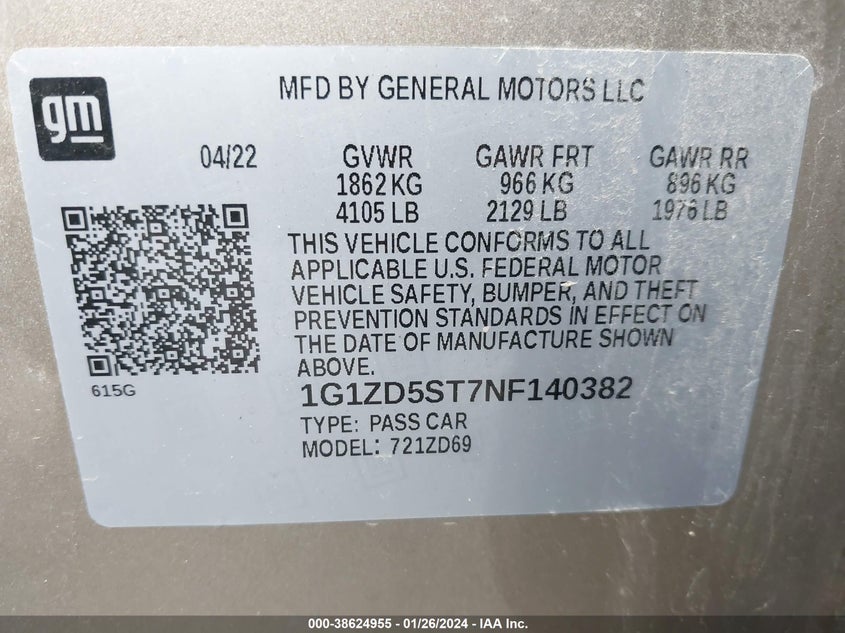 gm
MFD BY GENERAL MOTORS LLC
04/22 GVWR GAWR FRT GAWR RR
1862 KG 966 KG 896 KG
4105 LB 2129 LB 1976 LB
THIS VEHICLE CONFORMS TO ALL
APPLICABLE U.S. FEDERAL MOTOR
VEHICLE SAFETY, BUMPER, AND THEFT
PREVENTION STANDARDS IN EFFECT ON
THE DATE OF MANUFACTURE SHOWN
ABOVE.
615G
1G1ZD5ST7NF140382
TYPE: PASS CAR
MODEL: 721ZD69
000-38624955 - 01/26/2024 - IAA Inc.